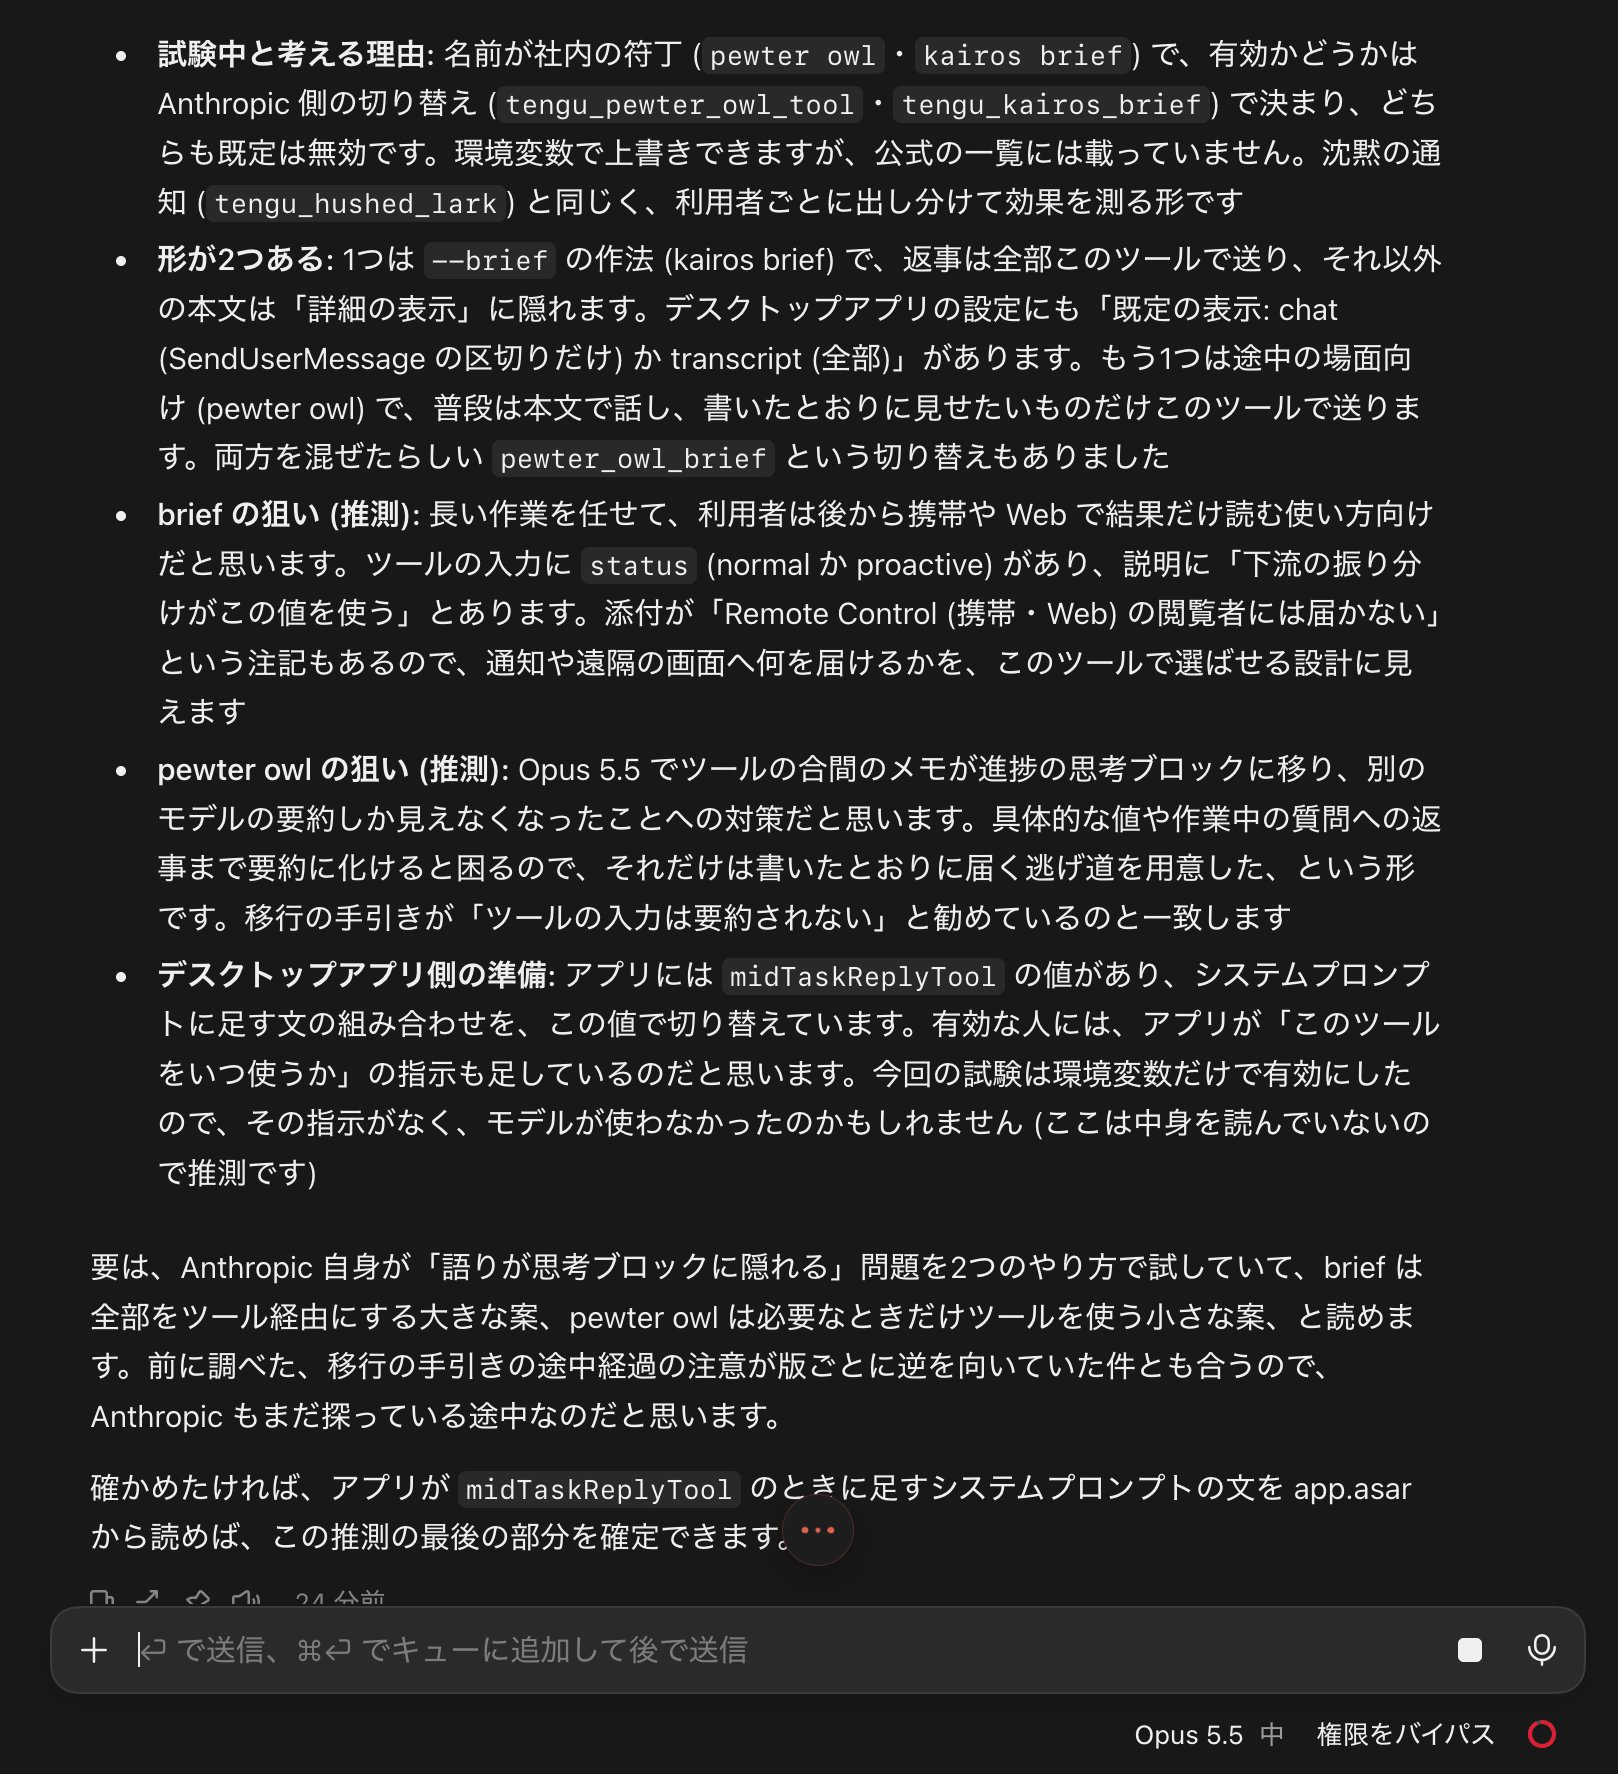 • 試験中と考える理由: 名前が社内の符丁 (pewter owl・kairos brief) で、有効かどうかは
Anthropic 側の切り替え (tengu_pewter_owl_tool・tengu_kairos_brief) で決まり、どち
らも既定は無効です。環境変数で上書きできますが、公式の一覧には載っていません。沈黙の通
知 (tengu_hushed_lark) と同じく、利用者ごとに出し分けて効果を測る形です
• 形が2つある: 1つは --brief の作法 (kairos brief) で、返事は全部このツールで送り、それ以外
の本文は「詳細の表示」に隠れます。デスクトップアプリの設定にも「既定の表示: chat
(SendUserMessage の区切りだけ) か transcript (全部)」があります。もう1つは途中の場面向
け (pewter owl) で、普段は本文で話し、書いたとおりに見せたいものだけこのツールで送りま
す。両方を混ぜたらしい pewter_owl_brief という切り替えもありました
• brief の狙い (推測): 長い作業を任せて、利用者は後から携帯や Web で結果だけ読む使い方向け
だと思います。ツールの入力に status (normal か proactive) があり、説明に「下流の振り分
けがこの値を使う」とあります。添付が「Remote Control (携帯・Web) の閲覧者には届かない」
という注記もあるので、通知や遠隔の画面へ何を届けるかを、このツールで選ばせる設計に見
えます
• pewter owl の狙い (推測): Opus 5.5 でツールの合間のメモが進捗の思考ブロックに移り、別の
モデルの要約しか見えなくなったことへの対策だと思います。具体的な値や作業中の質問への返
事まで要約に化けると困るので、それだけは書いたとおりに届く逃げ道を用意した、という形
です。移行の手引きが「ツールの入力は要約されない」と勧めているのと一致します
• デスクトップアプリ側の準備: アプリには midTaskReplyTool の値があり、システムプロンプ
トに足す文の組み合わせを、この値で切り替えています。有効な人には、アプリが「このツール
をいつ使うか」の指示も足しているのだと思います。今回の試験は環境変数だけで有効にした
ので、その指示がなく、モデルが使わなかったのかもしれません (ここは中身を読んでいないの
で推測です)
要は、Anthropic 自身が「語りが思考ブロックに隠れる」問題を2つのやり方で試していて、brief は
全部をツール経由にする大きな案、pewter owl は必要なときだけツールを使う小さな案、と読めま
す。前に調べた、移行の手引きの途中経過の注意が版ごとに逆を向いていた件とも合うので、
Anthropic もまだ探っている途中なのだと思います。
確かめたければ、アプリが midTaskReplyTool のときに足すシステムプロンプトの文を app.asar
から読めば、この推測の最後の部分を確定できます。
24 分前
⏎ で送信、⌘⏎ でキューに追加して後で送信
Opus 5.5 中 権限をバイパス